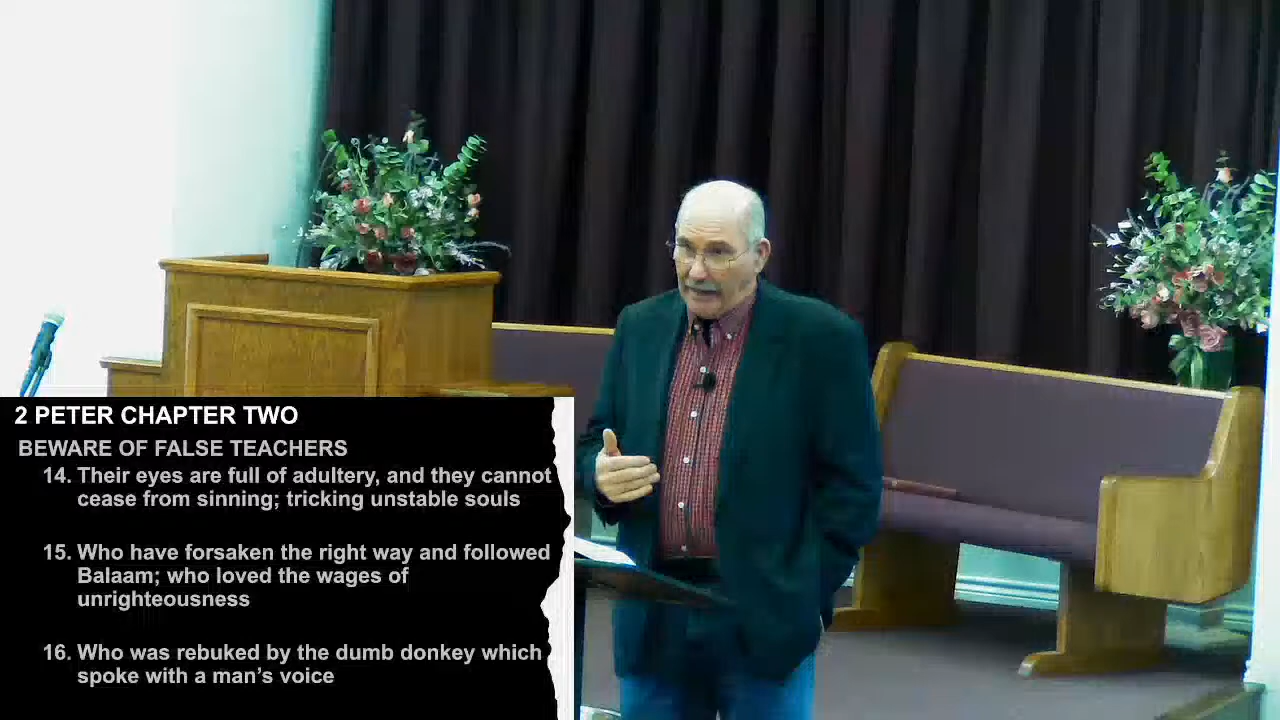 2 PETER CHAPTER TWO
BEWARE OF FALSE TEACHERS
14. Their eyes are full of adultery, and they cannot
cease from sinning; tricking unstable souls
15. Who have forsaken the right way and followed
Balaam; who loved the wages of
unrighteousness
16. Who was rebuked by the dumb donkey which
spoke with a man’s voice